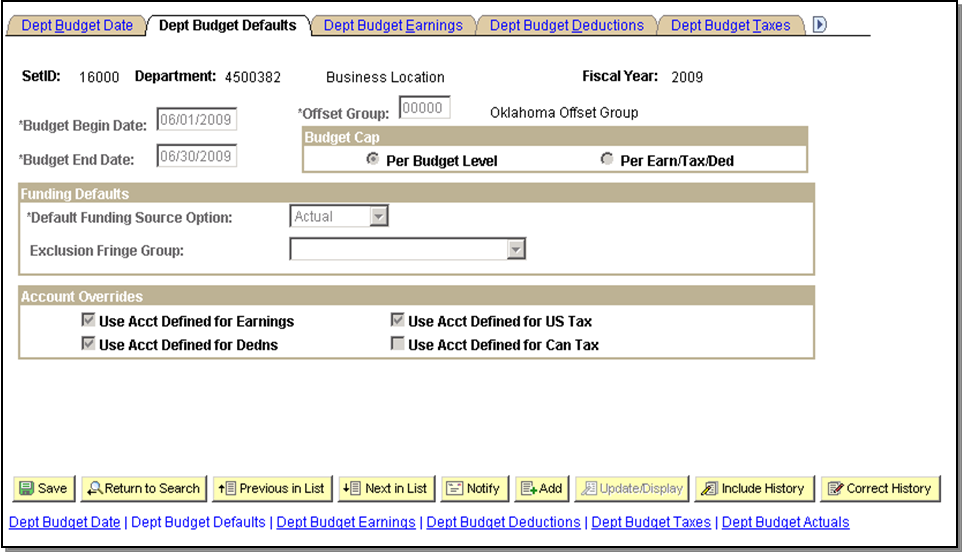 Dept Budget Date Dept Budget Defaults Dept Budget Earnings Dept Budget Deductions Dept Budget Taxes
SetID: 16000 Department: 4500382 Business Location Fiscal Year: 2009
*Budget Begin Date: 06/01/2009 *Offset Group: 00000 Oklahoma Offset Group
Budget Cap
*Budget End Date: 06/30/2009 Per Budget Level Per Earn/Tax/Ded
Funding Defaults
*Default Funding Source Option: Actual
Exclusion Fringe Group:
Account Overrides
Use Acct Defined for Earnings Use Acct Defined for US Tax
Use Acct Defined for Dedns Use Acct Defined for Can Tax
Save Return to Search Previous in List Next in List Notify Add Update/Display Include History Correct History
Dept Budget Date | Dept Budget Defaults | Dept Budget Earnings | Dept Budget Deductions | Dept Budget Taxes | Dept Budget Actuals